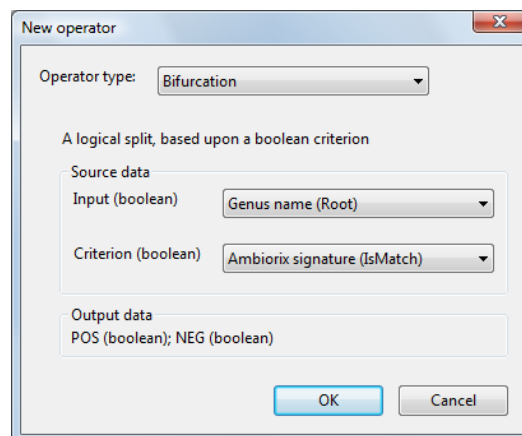 New operator
Operator type: Bifurcation
A logical split, based upon a boolean criterion
Source data
Input (boolean) Genus name (Root)
Criterion (boolean) Ambiorix signature (IsMatch)
Output data
POS (boolean); NEG (boolean)
OK Cancel